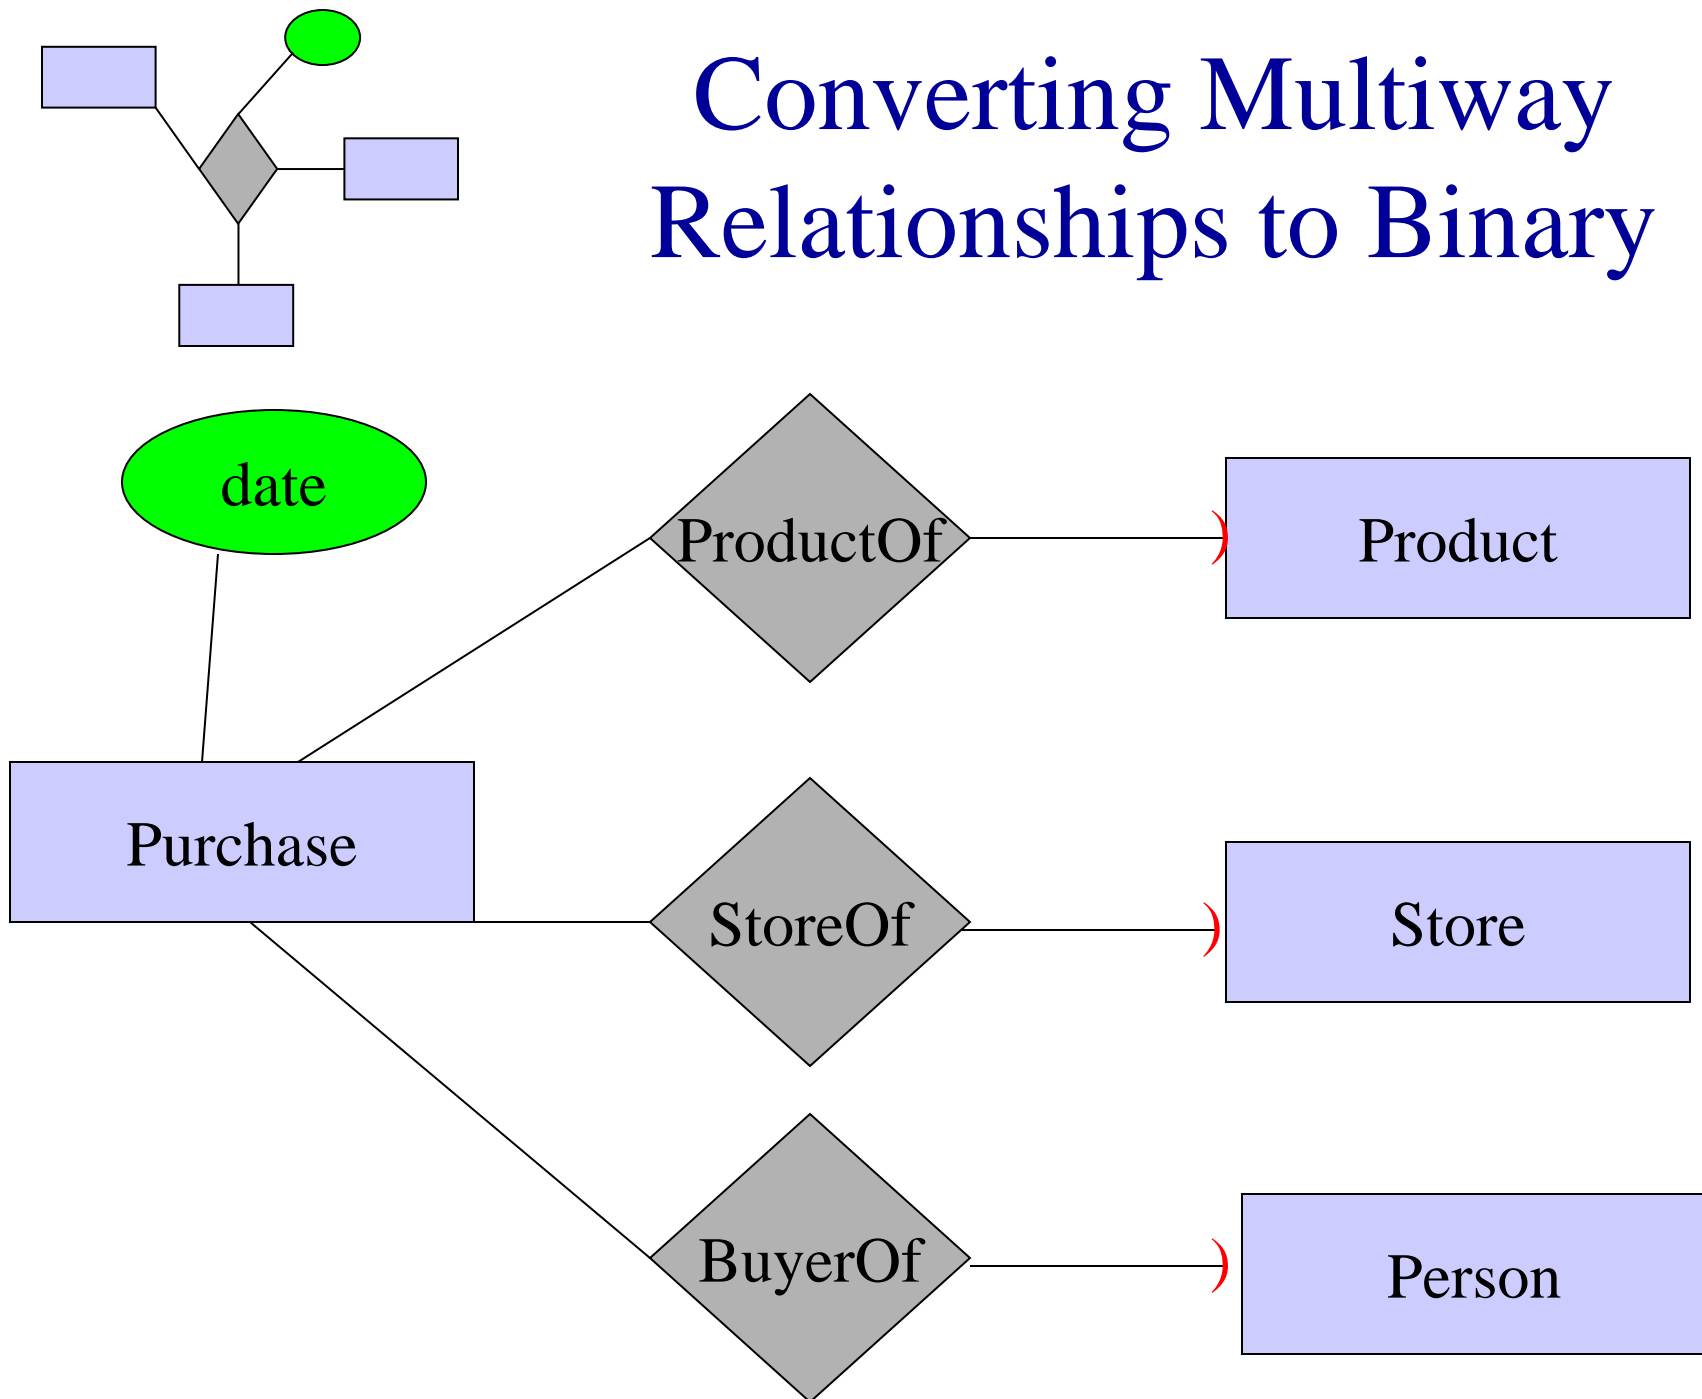 Converting Multiway
Relationships to Binary
date
ProductOf
Product
Purchase
StoreOf
Store
BuyerOf
Person